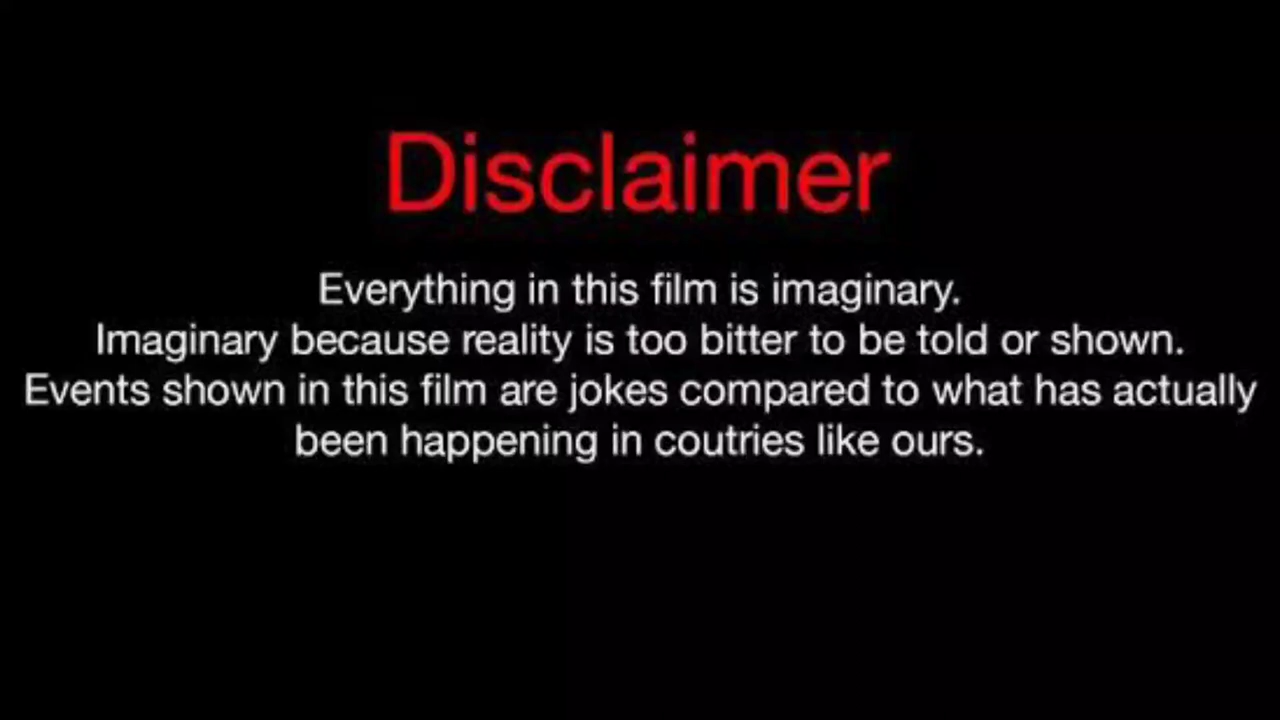 Disclaimer
Everything in this film is imaginary.
Imaginary because reality is too bitter to be told or shown.
Events shown in this film are jokes compared to what has actually
been happening in coutries like ours.